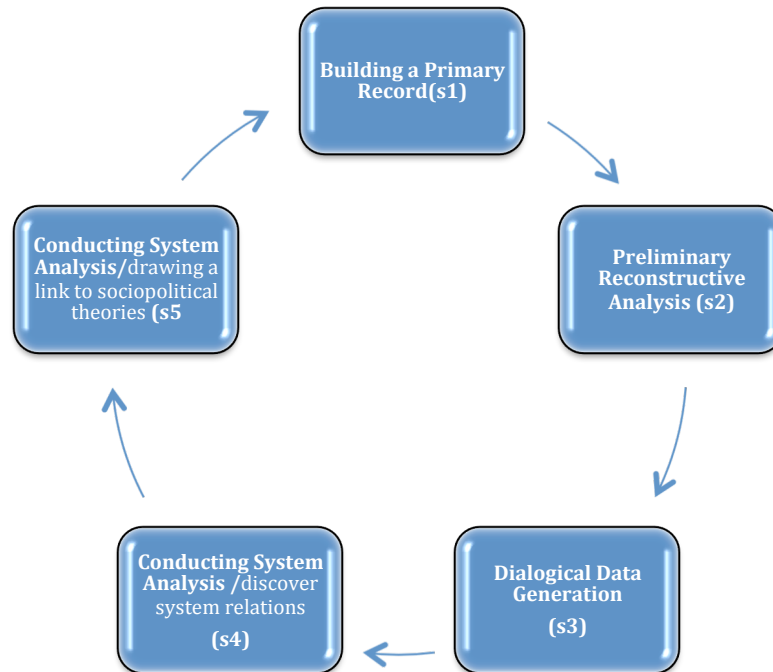 Building a Primary
Record(s1)
Preliminary
Reconstructive
Analysis (s2)
Dialogical Data
Generation
(s3)
Conducting System
Analysis /discover
system relations
(s4)
Conducting System
Analysis/drawing a
link to sociopolitical
theories (s5